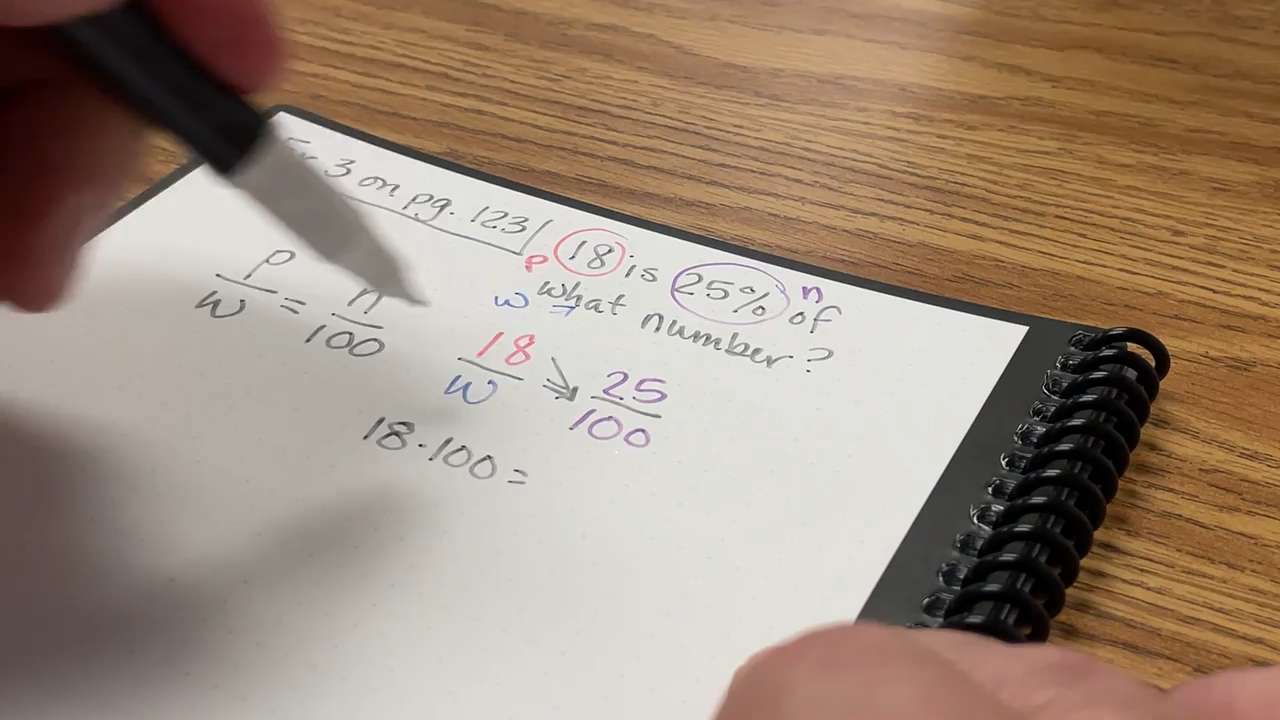 3 on pg. 123
18 is 25% of
p n
w what number?
p/w = n/100
18/w 25/100
18·100=